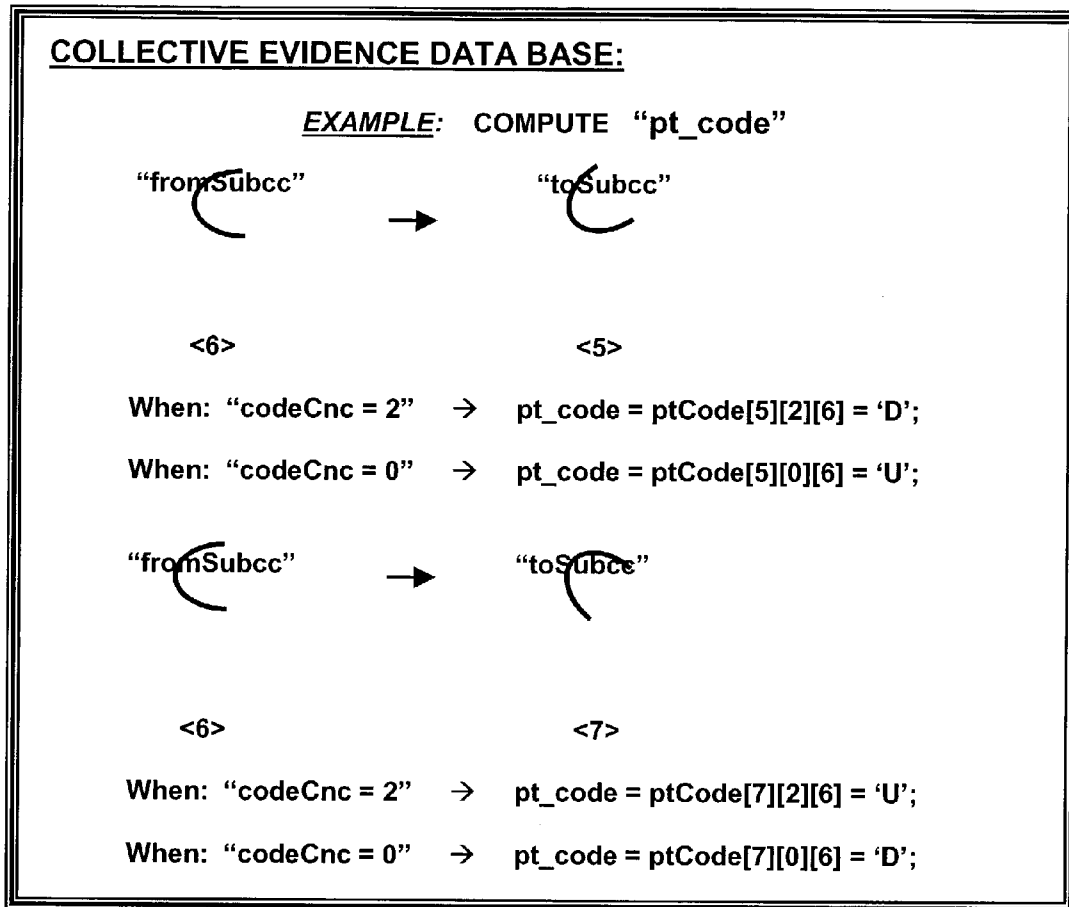 COLLECTIVE EVIDENCE DATA BASE:
EXAMPLE: COMPUTE “pt_code”
“fromSubcc” “toSubcc”
<6> <5>
When: “codeCnc = 2” → pt_code = ptCode[5][2][6] = ‘D’;
When: “codeCnc = 0” → pt_code = ptCode[5][0][6] = ‘U’;
“fromSubcc” “toSubcc”
<6> <7>
When: “codeCnc = 2” → pt_code = ptCode[7][2][6] = ‘U’;
When: “codeCnc = 0” → pt_code = ptCode[7][0][6] = ‘D’;